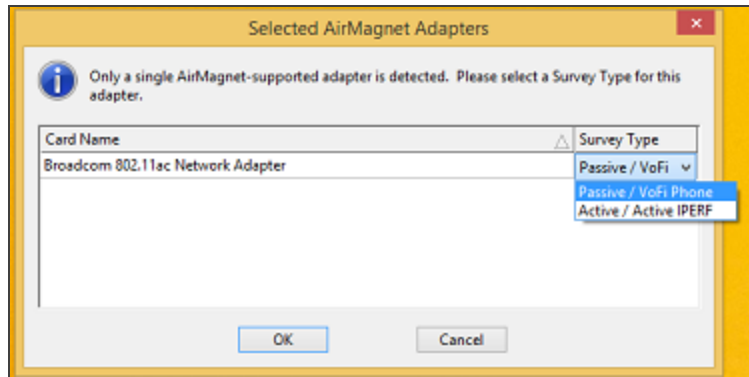 Selected AirMagnet Adapters
Only a single AirMagnet-supported adapter is detected. Please select a Survey Type for this
adapter.
Card Name Survey Type
Broadcom 802.11ac Network Adapter Passive / VoFi
Passive / VoFi Phone
Active / Active IPERF
OK Cancel